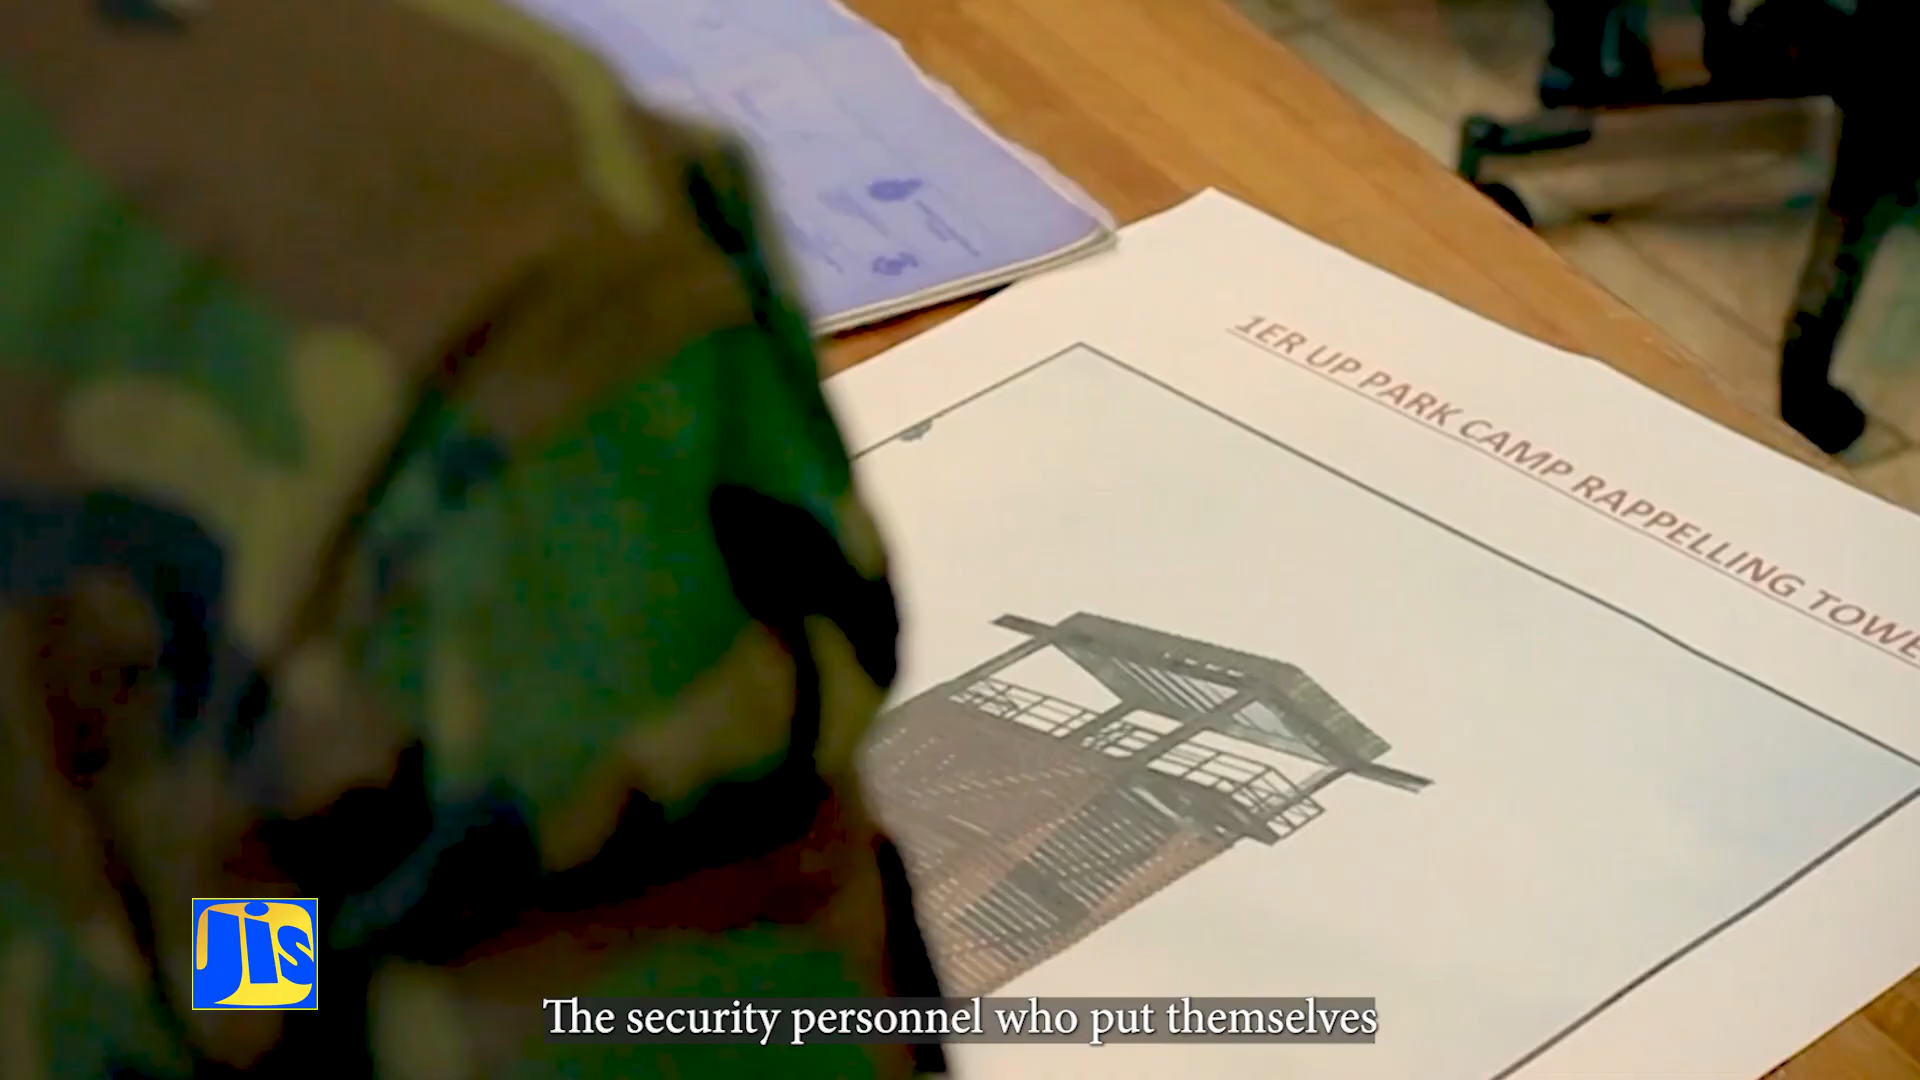 1ER UP PARK CAMP RAPPELLING TOWE
JIS
The security personnel who put themselves